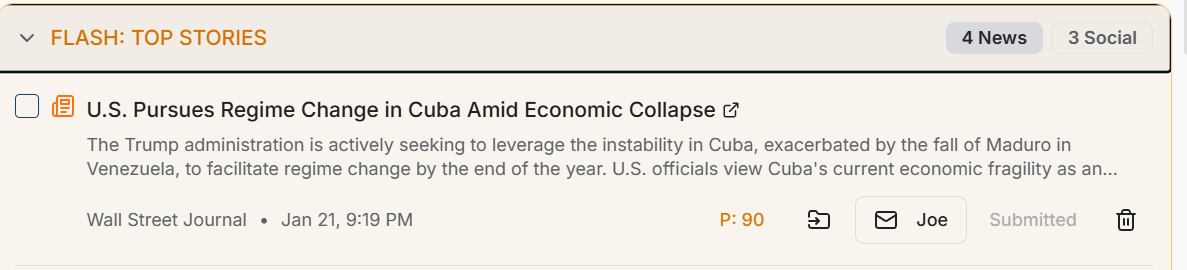 FLASH: TOP STORIES
4 News
3 Social
U.S. Pursues Regime Change in Cuba Amid Economic Collapse
The Trump administration is actively seeking to leverage the instability in Cuba, exacerbated by the fall of Maduro in
Venezuela, to facilitate regime change by the end of the year. U.S. officials view Cuba's current economic fragility as an...
Wall Street Journal • Jan 21, 9:19 PM
P: 90
Joe
Submitted